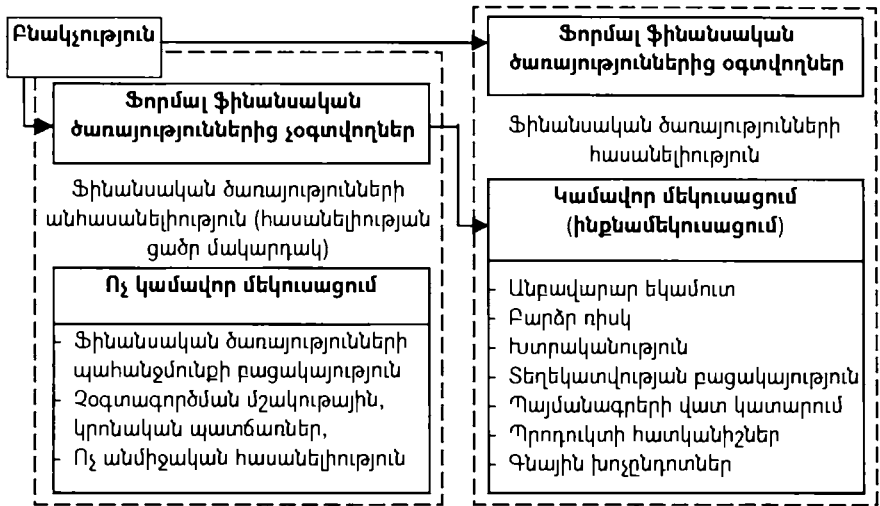 Բնակչություն
Ֆորմալ ֆինանսական
ծառայություններից չօգտվողներ
Ֆինանսական ծառայությունների
անհասանելիություն (հասանելիության
ցածր մակարդակ)
Ոչ կամավոր մեկուսացում
- Ֆինանսական ծառայությունների
պահանջմունքի բացակայություն
- Չօգտագործման մշակութային,
կրոնական պատճառներ,
- Ոչ անմիջական հասանելիություն
Ֆորմալ ֆինանսական
ծառայություններից օգտվողներ
Ֆինանսական ծառայությունների
հասանելիություն
Կամավոր մեկուսացում
(ինքնամեկուսացում)
- Անբավարար եկամուտ
- Բարձր ռիսկ
- Խտրականություն
- Տեղեկատվության բացակայություն
- Պայմանագրերի վատ կատարում
- Պրոդուկտի հատկանիշներ
- Գնային խոչընդոտներ